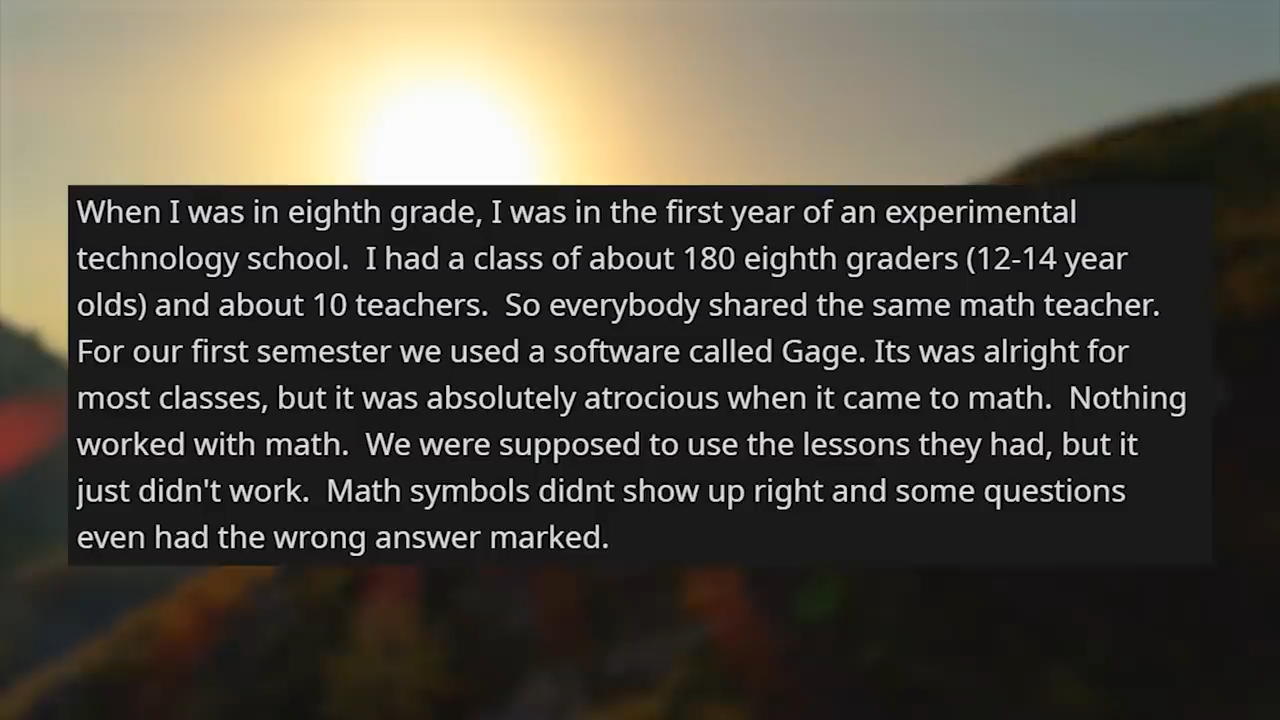 When I was in eighth grade, I was in the first year of an experimental
technology school.  I had a class of about 180 eighth graders (12-14 year
olds) and about 10 teachers.  So everybody shared the same math teacher.
For our first semester we used a software called Gage. Its was alright for
most classes, but it was absolutely atrocious when it came to math.  Nothing
worked with math.  We were supposed to use the lessons they had, but it
just didn't work.  Math symbols didnt show up right and some questions
even had the wrong answer marked.